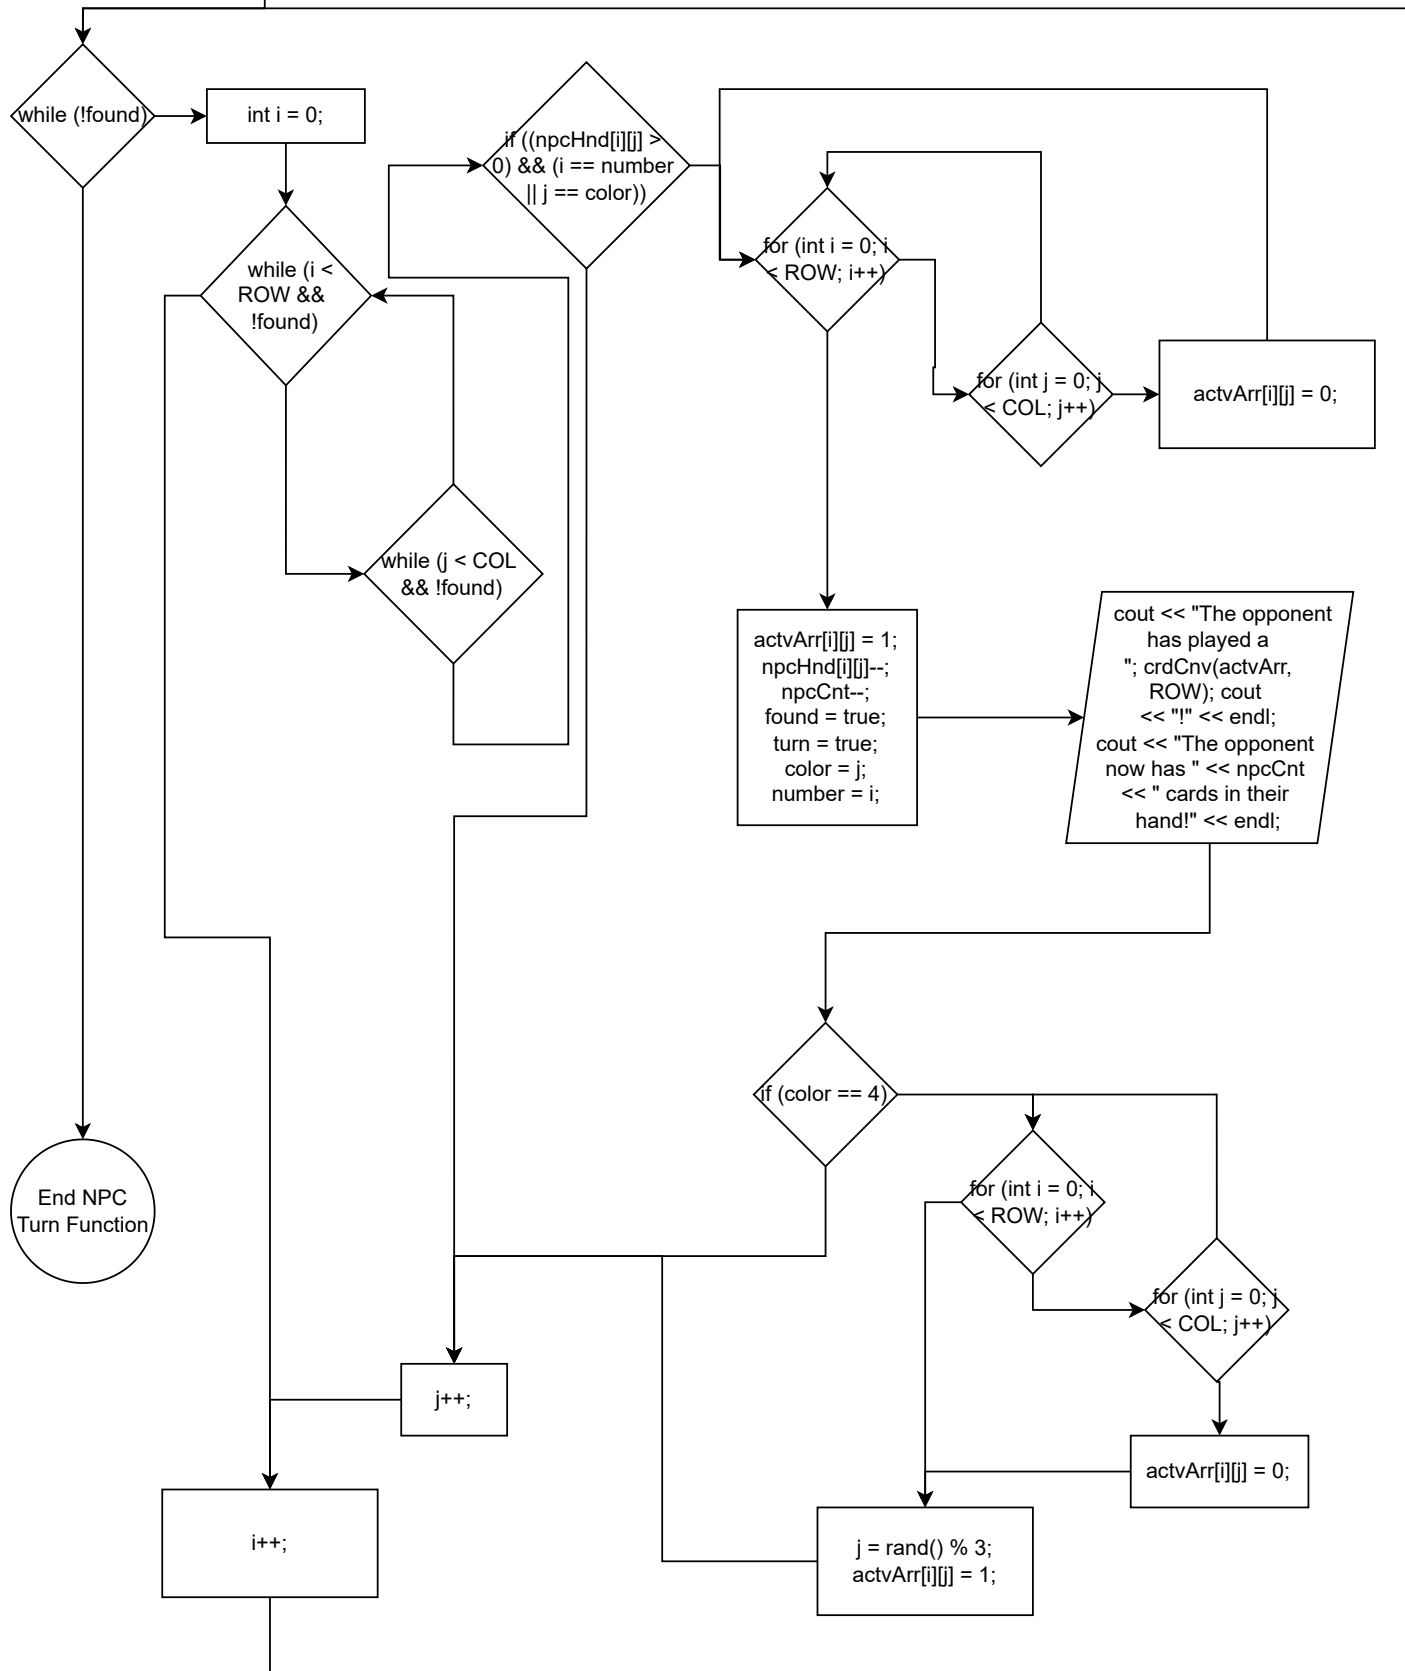 while (!found)
int i = 0;
if ((npcHnd[i][j] >
0) && (i == number
|| j == color))
for (int i = 0; i
< ROW; i++)
while (i <
ROW &&
!found)
for (int j = 0; j
< COL; j++)
actvArr[i][j] = 0;
while (j < COL
&& !found)
actvArr[i][j] = 1;
npcHnd[i][j]--;
npcCnt--;
found = true;
turn = true;
color = j;
number = i;
cout << "The opponent
has played a
"; crdCnv(actvArr,
ROW); cout
<< "!" << endl;
cout << "The opponent
now has " << npcCnt
<< " cards in their
hand!" << endl;
if (color == 4)
End NPC
Turn Function
for (int i = 0; i
< ROW; i++)
for (int j = 0; j
< COL; j++)
j++;
actvArr[i][j] = 0;
i++;
j = rand() % 3;
actvArr[i][j] = 1;